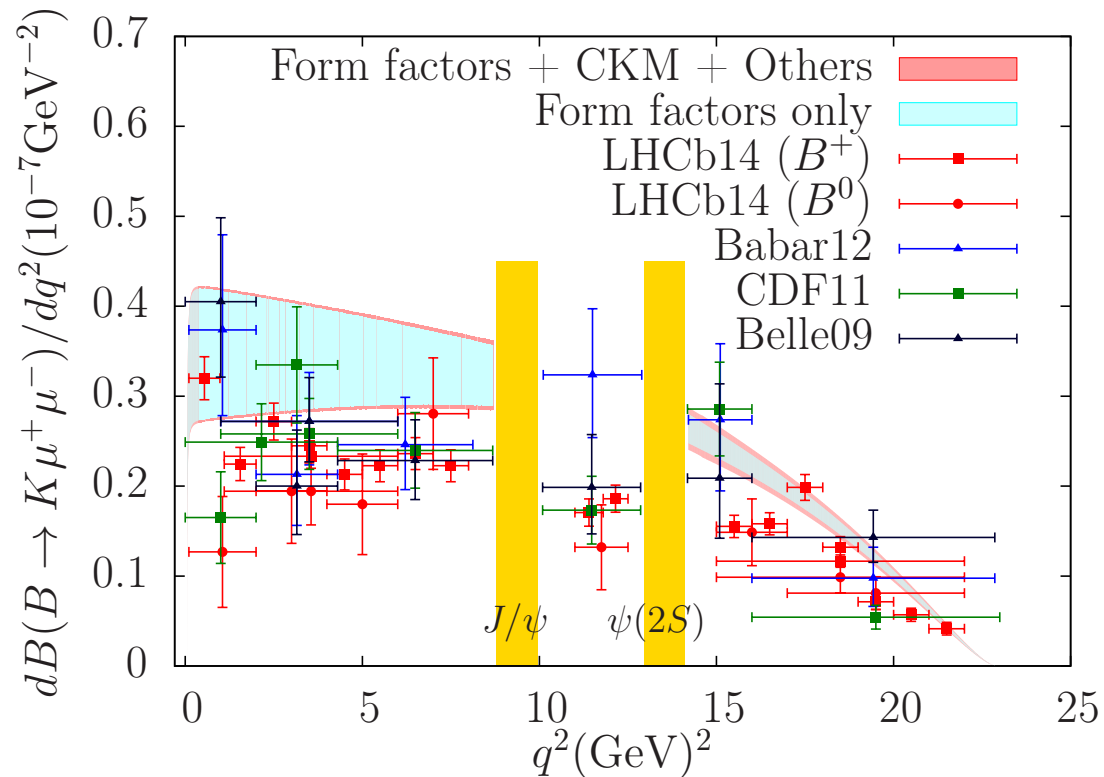 dB(B → Kμ⁺μ⁻)/dq²(10⁻⁷GeV⁻²)
0.7
0.6
0.5
0.4
0.3
0.2
0.1
0
Form factors + CKM + Others
Form factors only
LHCb14 (B⁺)
LHCb14 (B⁰)
Babar12
CDF11
Belle09
J/ψ
ψ(2S)
0 5 10 15 20 25
q²(GeV)²